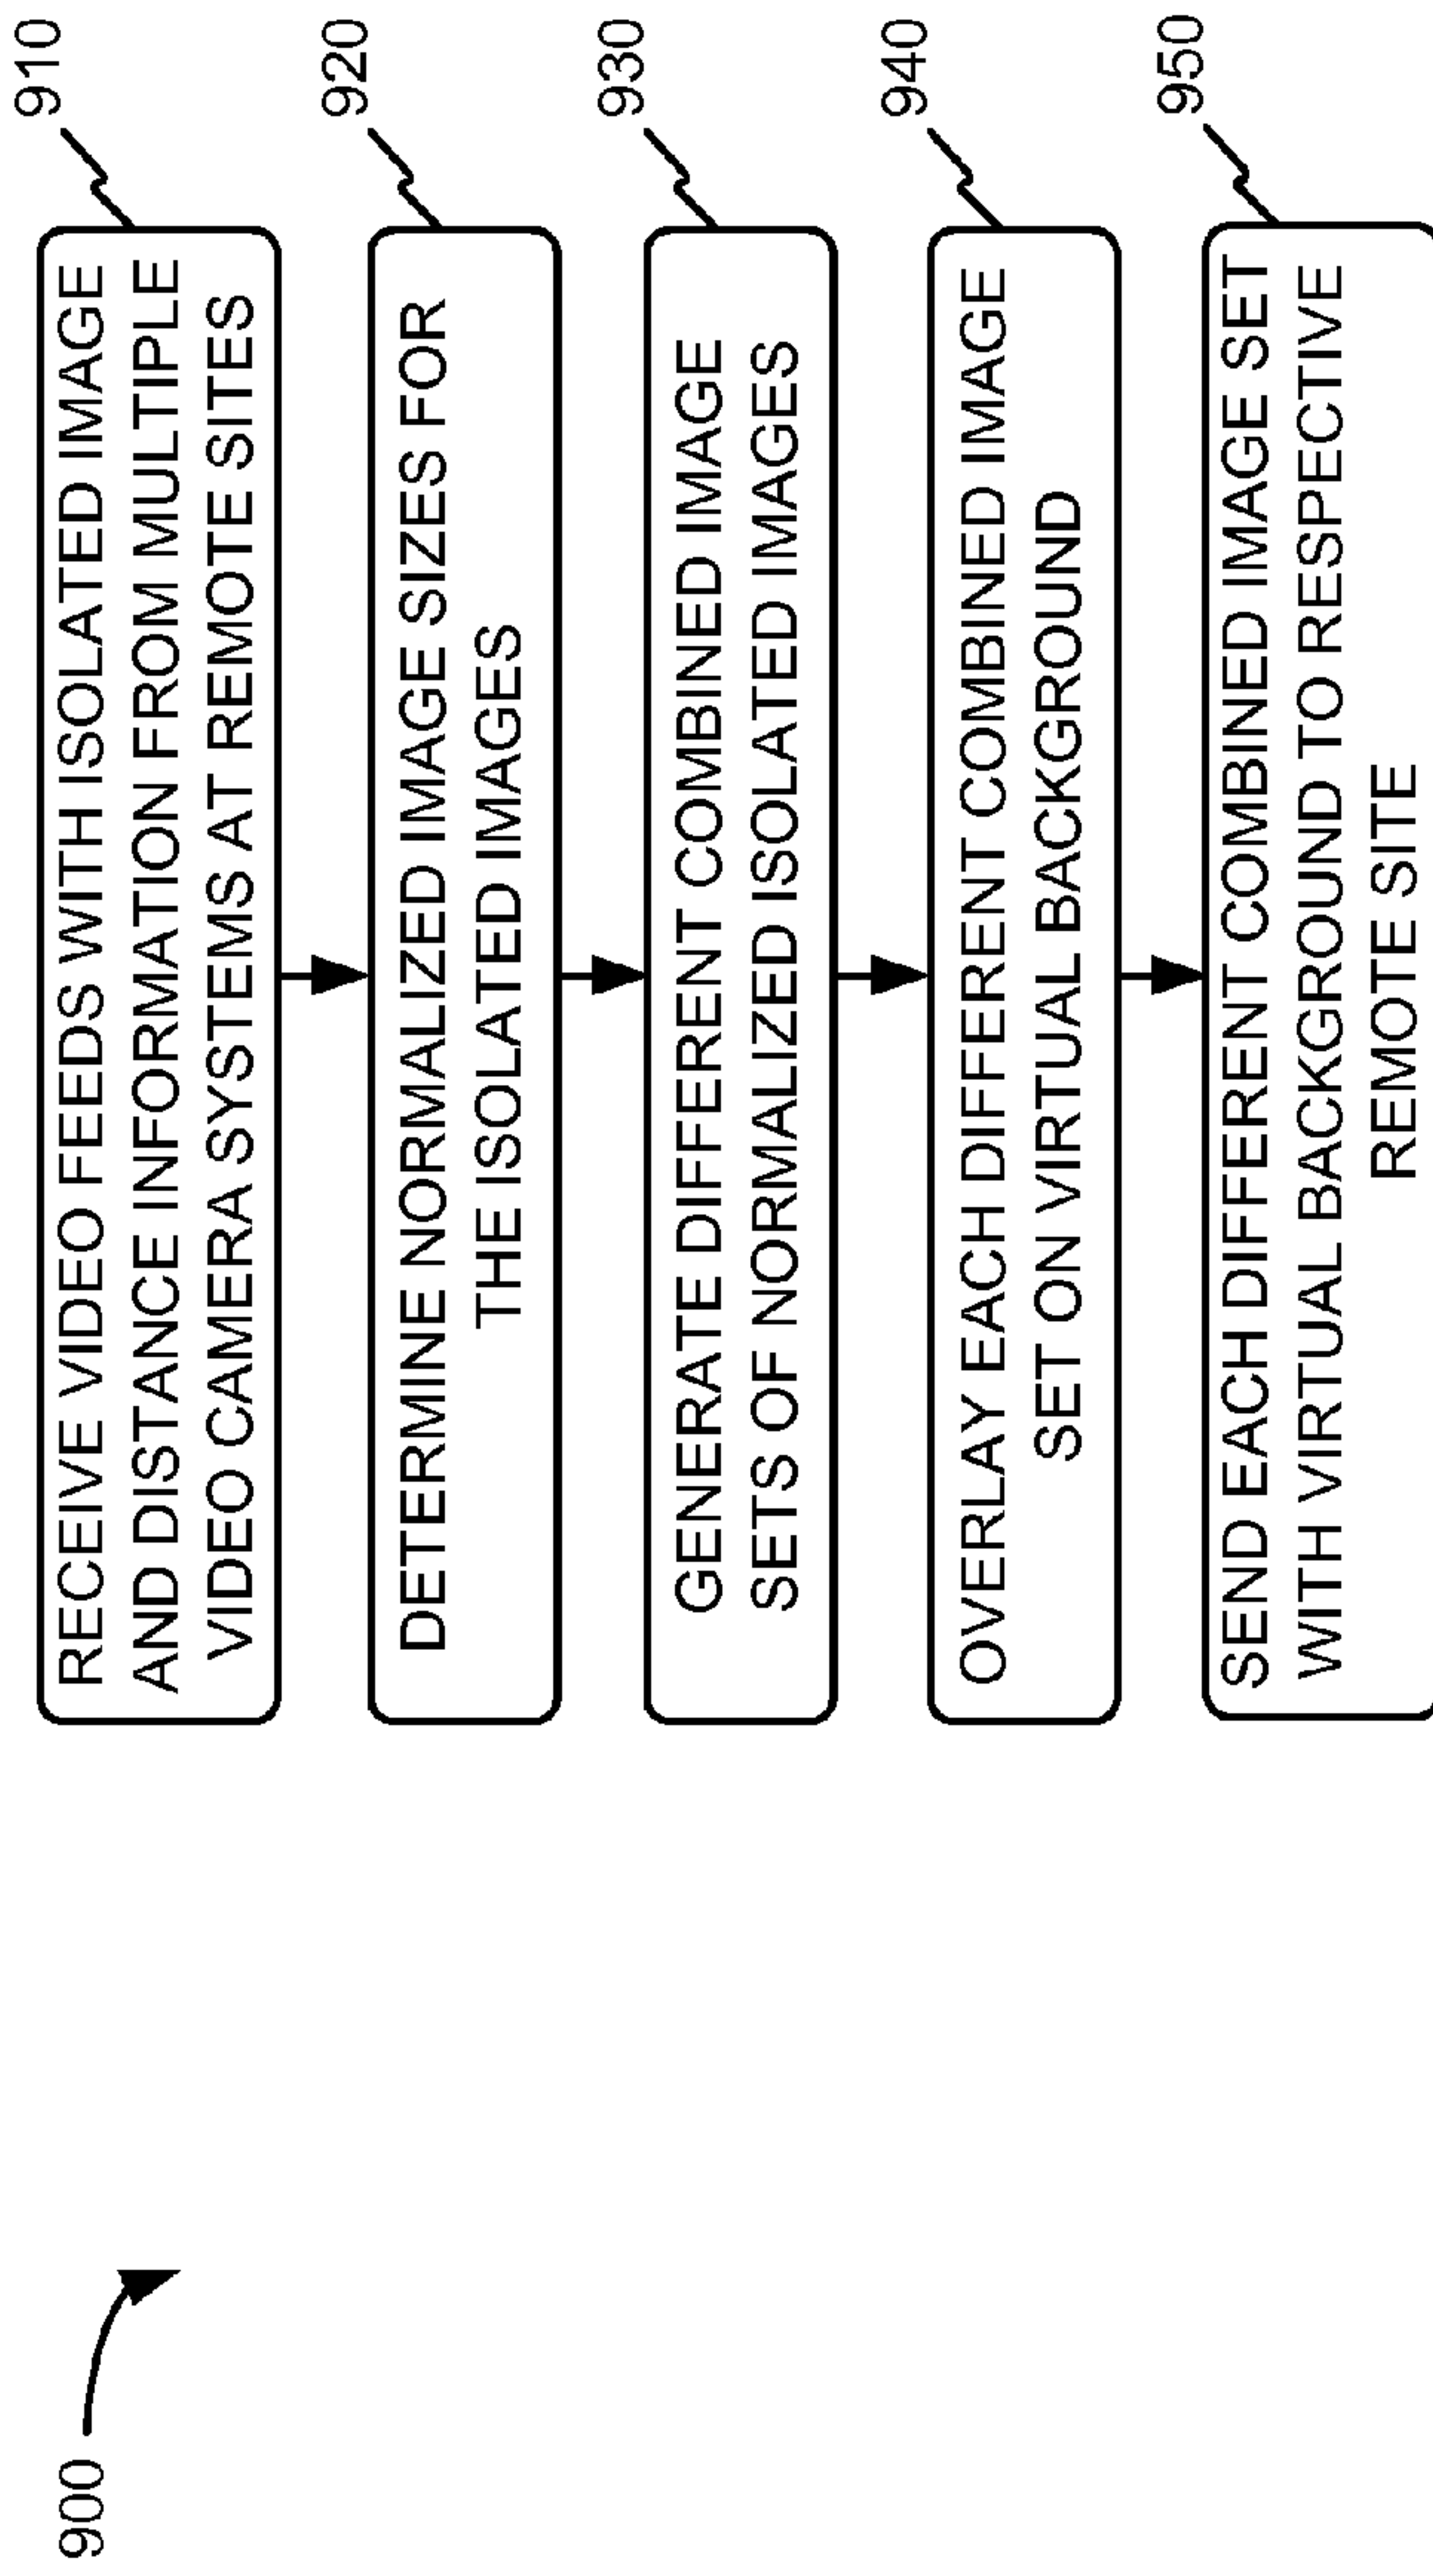 900
910
RECEIVE VIDEO FEEDS WITH ISOLATED IMAGE
AND DISTANCE INFORMATION FROM MULTIPLE
VIDEO CAMERA SYSTEMS AT REMOTE SITES
920
DETERMINE NORMALIZED IMAGE SIZES FOR
THE ISOLATED IMAGES
930
GENERATE DIFFERENT COMBINED IMAGE
SETS OF NORMALIZED ISOLATED IMAGES
940
OVERLAY EACH DIFFERENT COMBINED IMAGE
SET ON VIRTUAL BACKGROUND
950
SEND EACH DIFFERENT COMBINED IMAGE SET
WITH VIRTUAL BACKGROUND TO RESPECTIVE
REMOTE SITE